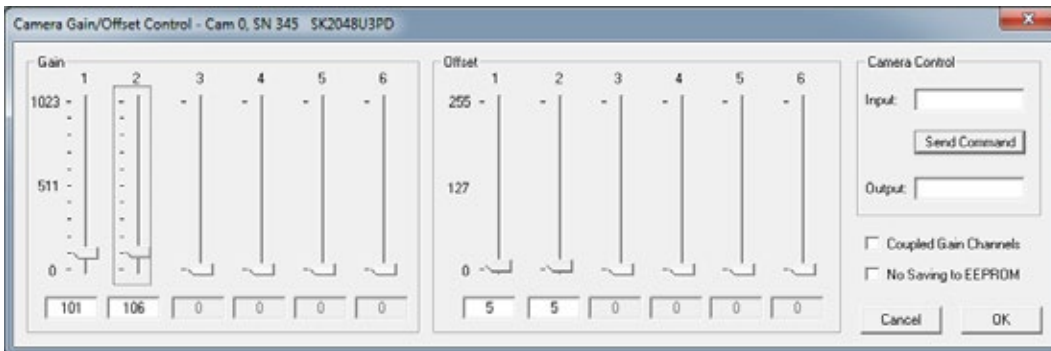 Camera Gain/Offset Control - Cam 0, SN 345 SK2048U3PD
Gain
1 2 3 4 5 6
1023
511
0
101 106 0 0 0 0
Offset
1 2 3 4 5 6
255
127
0
5 5 0 0 0 0
Camera Control
Input:
Send Command
Output:
Coupled Gain Channels
No Saving to EEPROM
Cancel OK